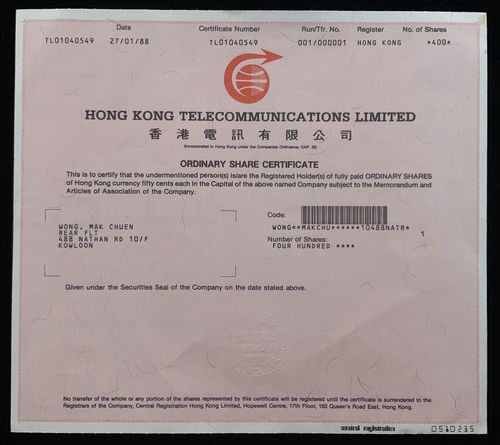 Date Certificate Number Run/Tfr. No. Register No. of Shares
TL01040549 27/01/88 TL01040549 001/000001 HONG KONG *400*
HONG KONG TELECOMMUNICATIONS LIMITED
香港電訊有限公司
(Incorporated in Hong Kong under the Companies Ordinance, CAP. 32)
ORDINARY SHARE CERTIFICATE
This is to certify that the undermentioned person(s) is/are the Registered Holder(s) of fully paid ORDINARY SHARES
of Hong Kong currency fifty cents each in the Capital of the above named Company subject to the Memorandum and
Articles of Association of the Company.
WONG, MAK CHUEN
REAR FLT
488 NATHAN RD 10/F
KOWLOON
Code:
WONG**MAKCHU******10488NATR* 1
Number of Shares:
FOUR HUNDRED ****
Given under the Securities Seal of the Company on the date stated above.
No transfer of the whole or any portion of the shares represented by this certificate will be registered until the certificate is surrendered to the
Registrars of the Company, Central Registration Hong Kong Limited, Hopewell Centre, 17th Floor, 183 Queen's Road East, Hong Kong.
central registration 0510235